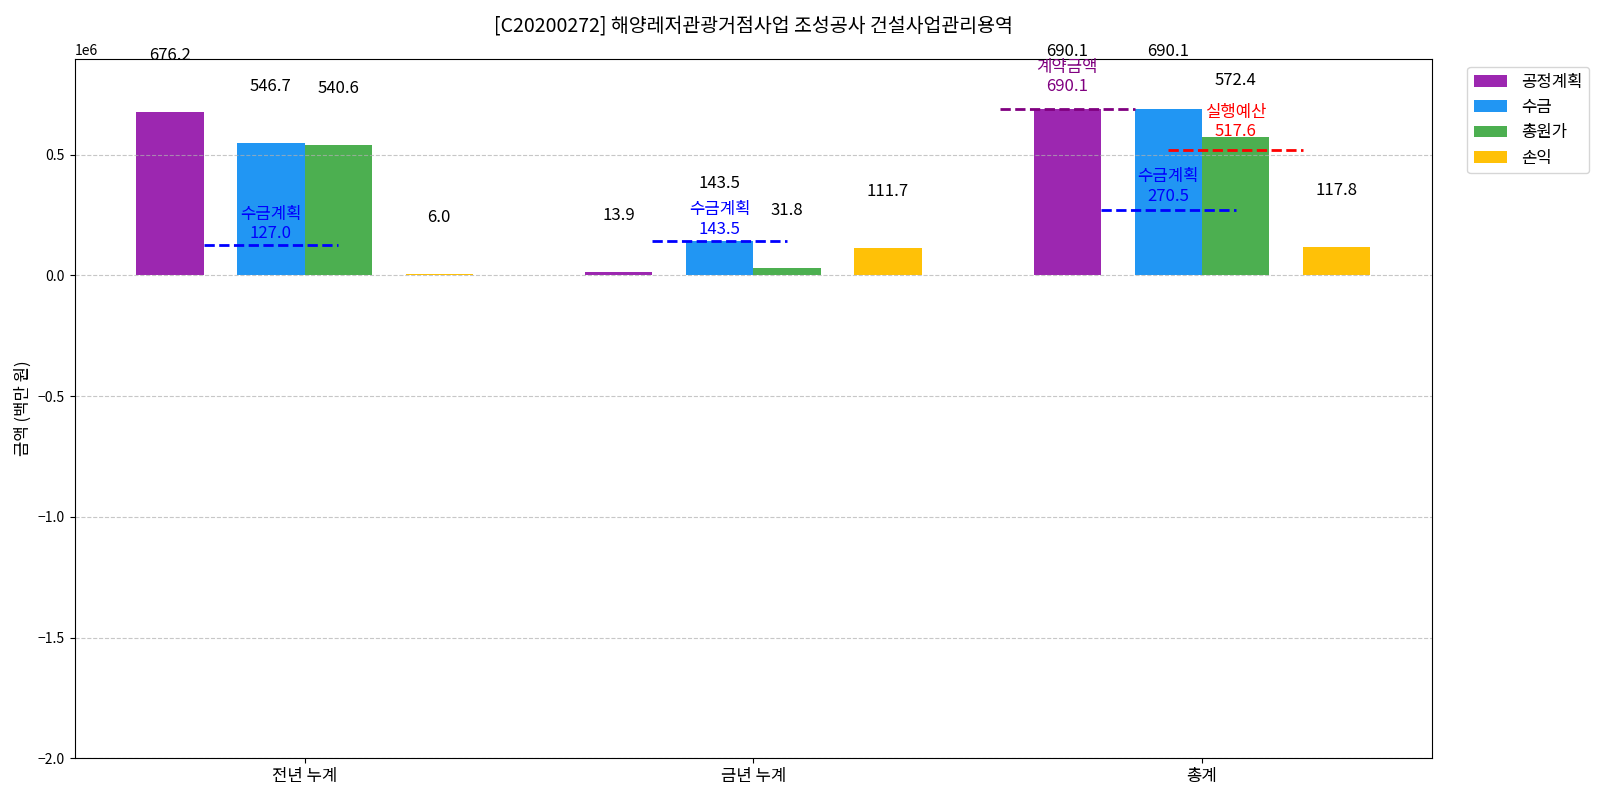 [C20200272] 해양레저관광거점사업 조성공사 건설사업관리용역
1e6
676.2
546.7
540.6
6.0
수금계획
127.0
13.9
143.5
31.8
111.7
수금계획
143.5
690.1
690.1
572.4
117.8
계약금액
690.1
실행예산
517.6
수금계획
270.5
공정계획
수금
총원가
손익
금액 (백만 원)
0.5
0.0
−0.5
−1.0
−1.5
−2.0
전년 누계
금년 누계
총계